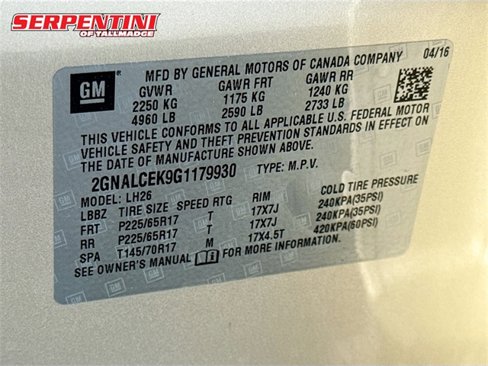 SERPENTINI
OF TALLMADGE
GM
MFD BY GENERAL MOTORS OF CANADA COMPANY 04/16
GVWR GAWR FRT GAWR RR
2250 KG 1175 KG 1240 KG
4960 LB 2590 LB 2733 LB
THIS VEHICLE CONFORMS TO ALL APPLICABLE U.S. FEDERAL MOTOR
VEHICLE SAFETY AND THEFT PREVENTION STANDARDS IN EFFECT ON
THE DATE OF MANUFACTURE SHOWN ABOVE.
2GNALCEK9G1179930 TYPE: M.P.V.
MODEL: LH26
LBBZ TIRE SIZE SPEED RTG RIM COLD TIRE PRESSURE
FRT P225/65R17 T 17X7J 240KPA(35PSI)
RR P225/65R17 T 17X7J 240KPA(35PSI)
SPA T145/70R17 M 17X4.5T 420KPA(60PSI)
SEE OWNER'S MANUAL FOR MORE INFORMATION